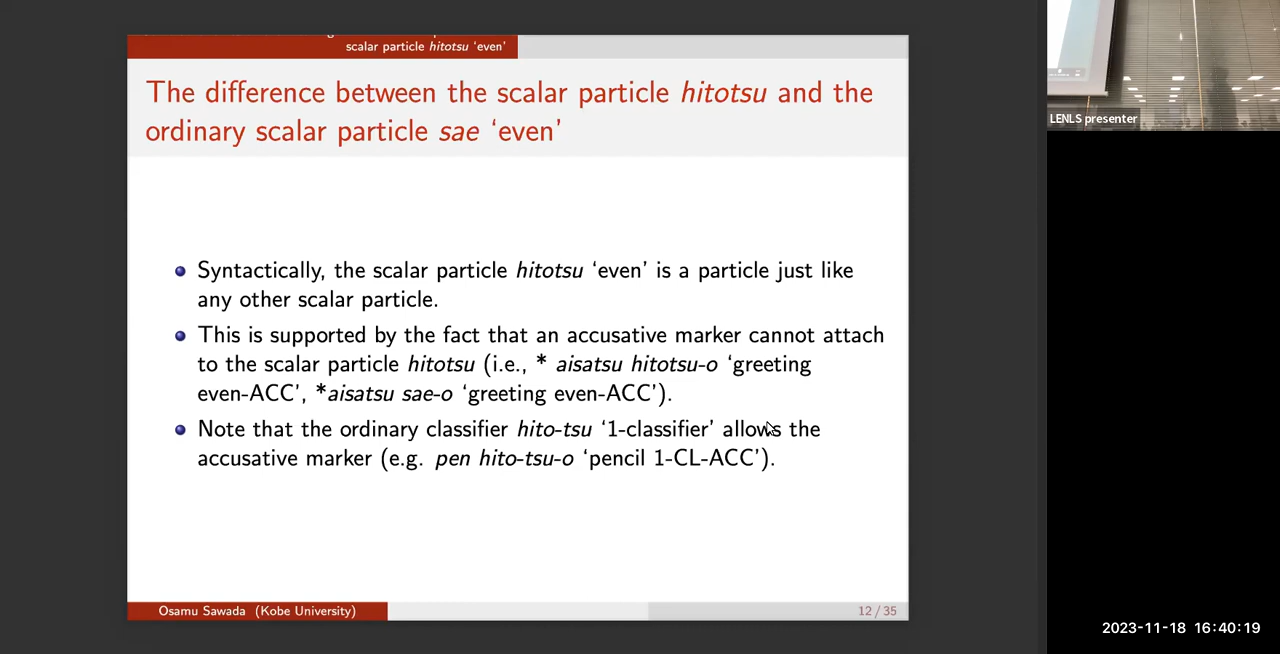 scalar particle hitotsu ‘even’
The difference between the scalar particle hitotsu and the
ordinary scalar particle sae ‘even’
Syntactically, the scalar particle hitotsu ‘even’ is a particle just like
any other scalar particle.
This is supported by the fact that an accusative marker cannot attach
to the scalar particle hitotsu (i.e., * aisatsu hitotsu-o ‘greeting
even-ACC’, *aisatsu sae-o ‘greeting even-ACC’).
Note that the ordinary classifier hito-tsu ‘1-classifier’ allows the
accusative marker (e.g. pen hito-tsu-o ‘pencil 1-CL-ACC’).
Osamu Sawada (Kobe University)
12 / 35
LENLS presenter
2023-11-18 16:40:19